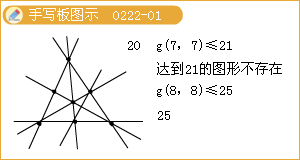 手写板图示 0222-01
20 g(7，7)≤21
达到21的图形不存在
g(8，8)≤25
25